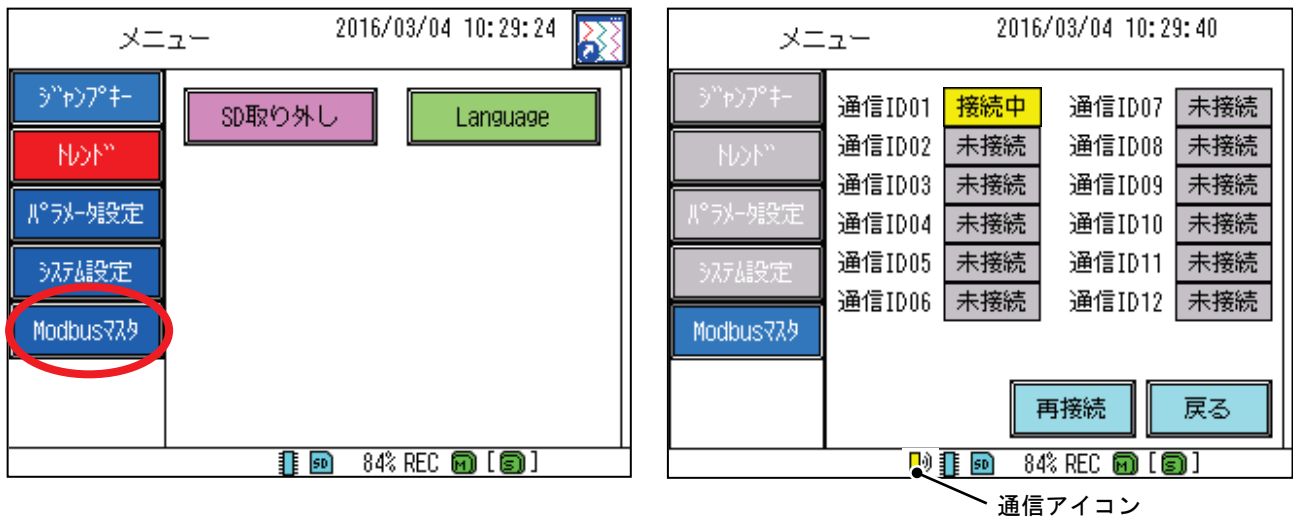 メニュー 2016/03/04 10:29:24
ジャンプキー
トレンド
パラメータ設定
システム設定
Modbusマスタ
SD取り外し Language
SD 84% REC M [S]
メニュー 2016/03/04 10:29:40
ジャンプキー
トレンド
パラメータ設定
システム設定
Modbusマスタ
通信ID01 接続中 通信ID07 未接続
通信ID02 未接続 通信ID08 未接続
通信ID03 未接続 通信ID09 未接続
通信ID04 未接続 通信ID10 未接続
通信ID05 未接続 通信ID11 未接続
通信ID06 未接続 通信ID12 未接続
再接続 戻る
SD 84% REC M [S]
通信アイコン